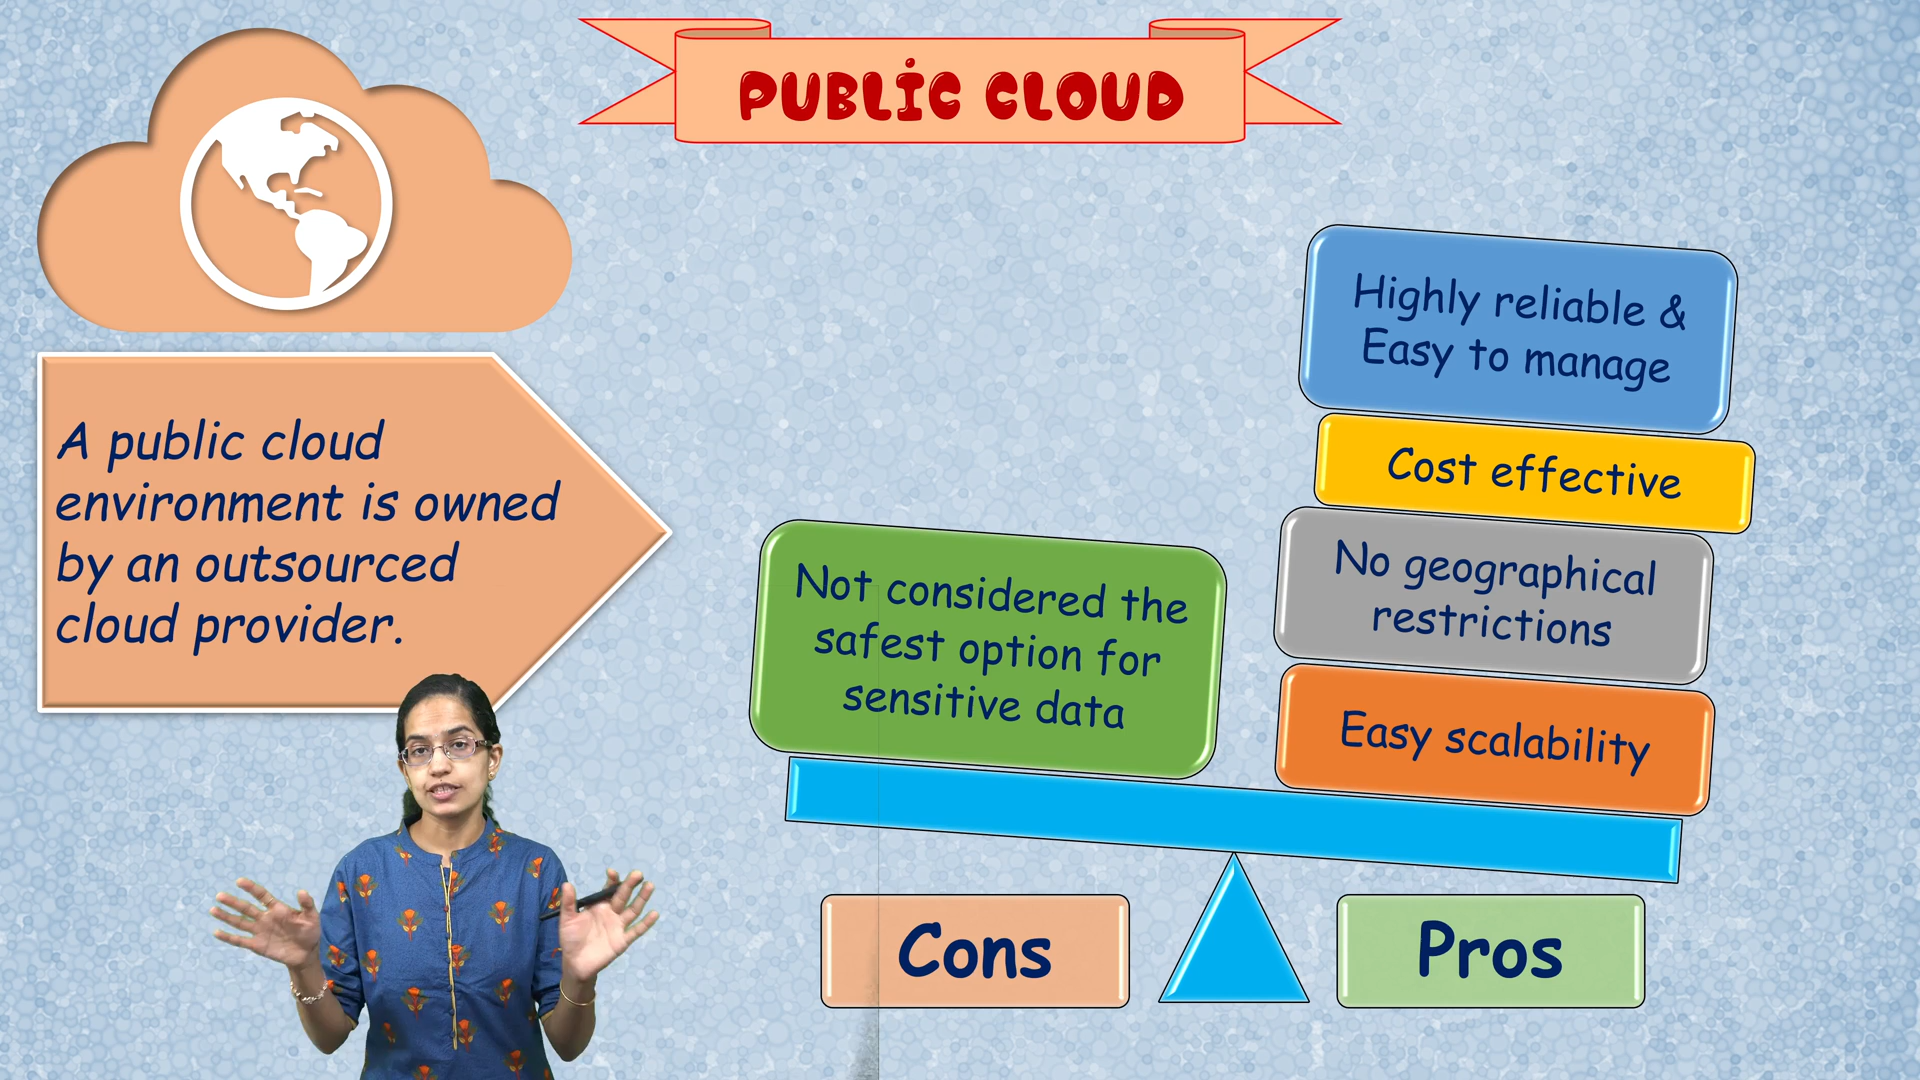 PUBLIC CLOUD
A public cloud
environment is owned
by an outsourced
cloud provider.
Not considered the
safest option for
sensitive data
Highly reliable &
Easy to manage
Cost effective
No geographical
restrictions
Easy scalability
Cons
Pros